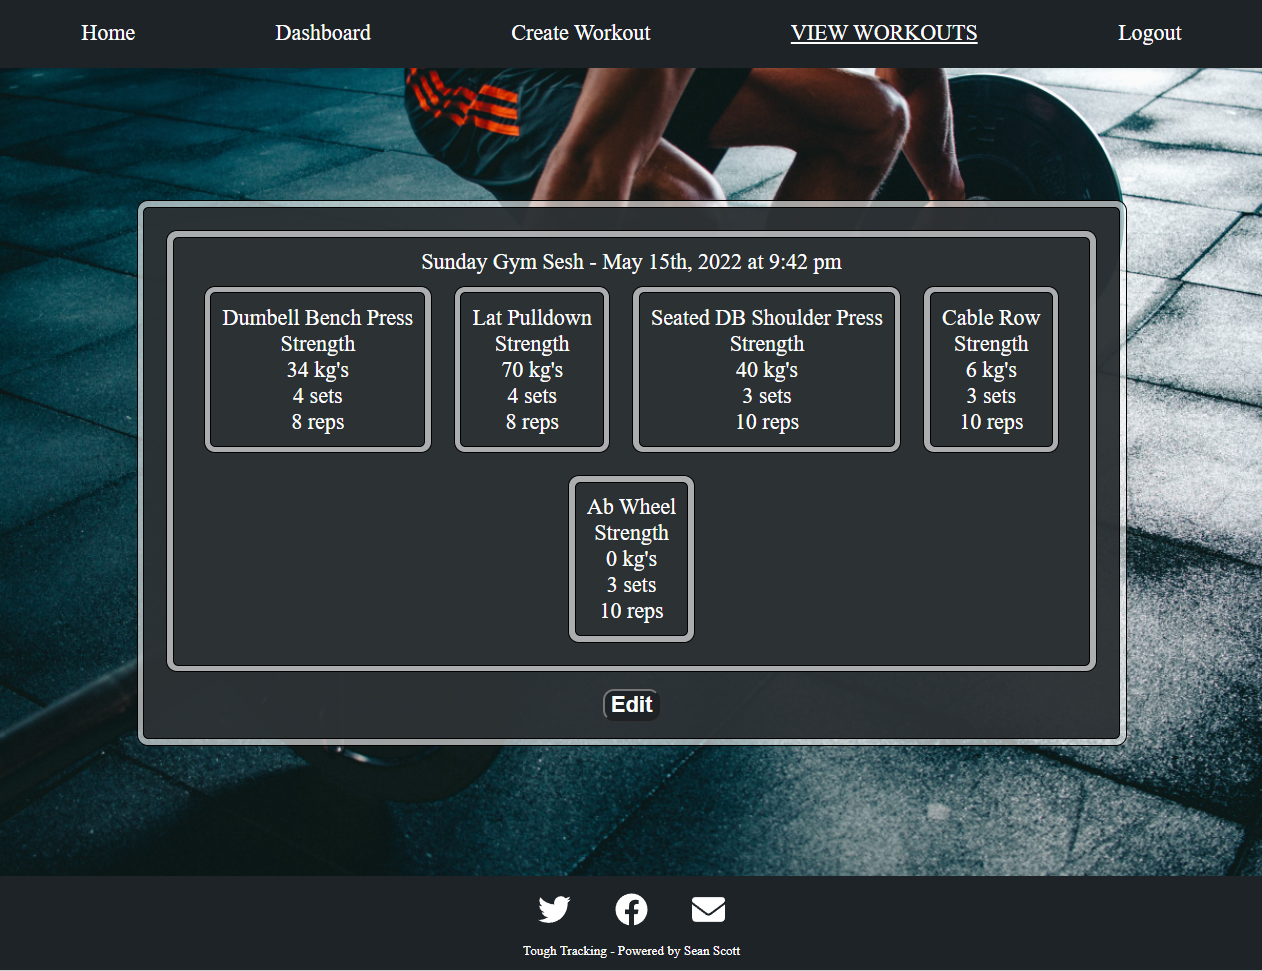 Home Dashboard Create Workout VIEW WORKOUTS Logout
Sunday Gym Sesh - May 15th, 2022 at 9:42 pm
Dumbell Bench Press
Strength
34 kg's
4 sets
8 reps
Lat Pulldown
Strength
70 kg's
4 sets
8 reps
Seated DB Shoulder Press
Strength
40 kg's
3 sets
10 reps
Cable Row
Strength
6 kg's
3 sets
10 reps
Ab Wheel
Strength
0 kg's
3 sets
10 reps
Edit
Tough Tracking - Powered by Sean Scott